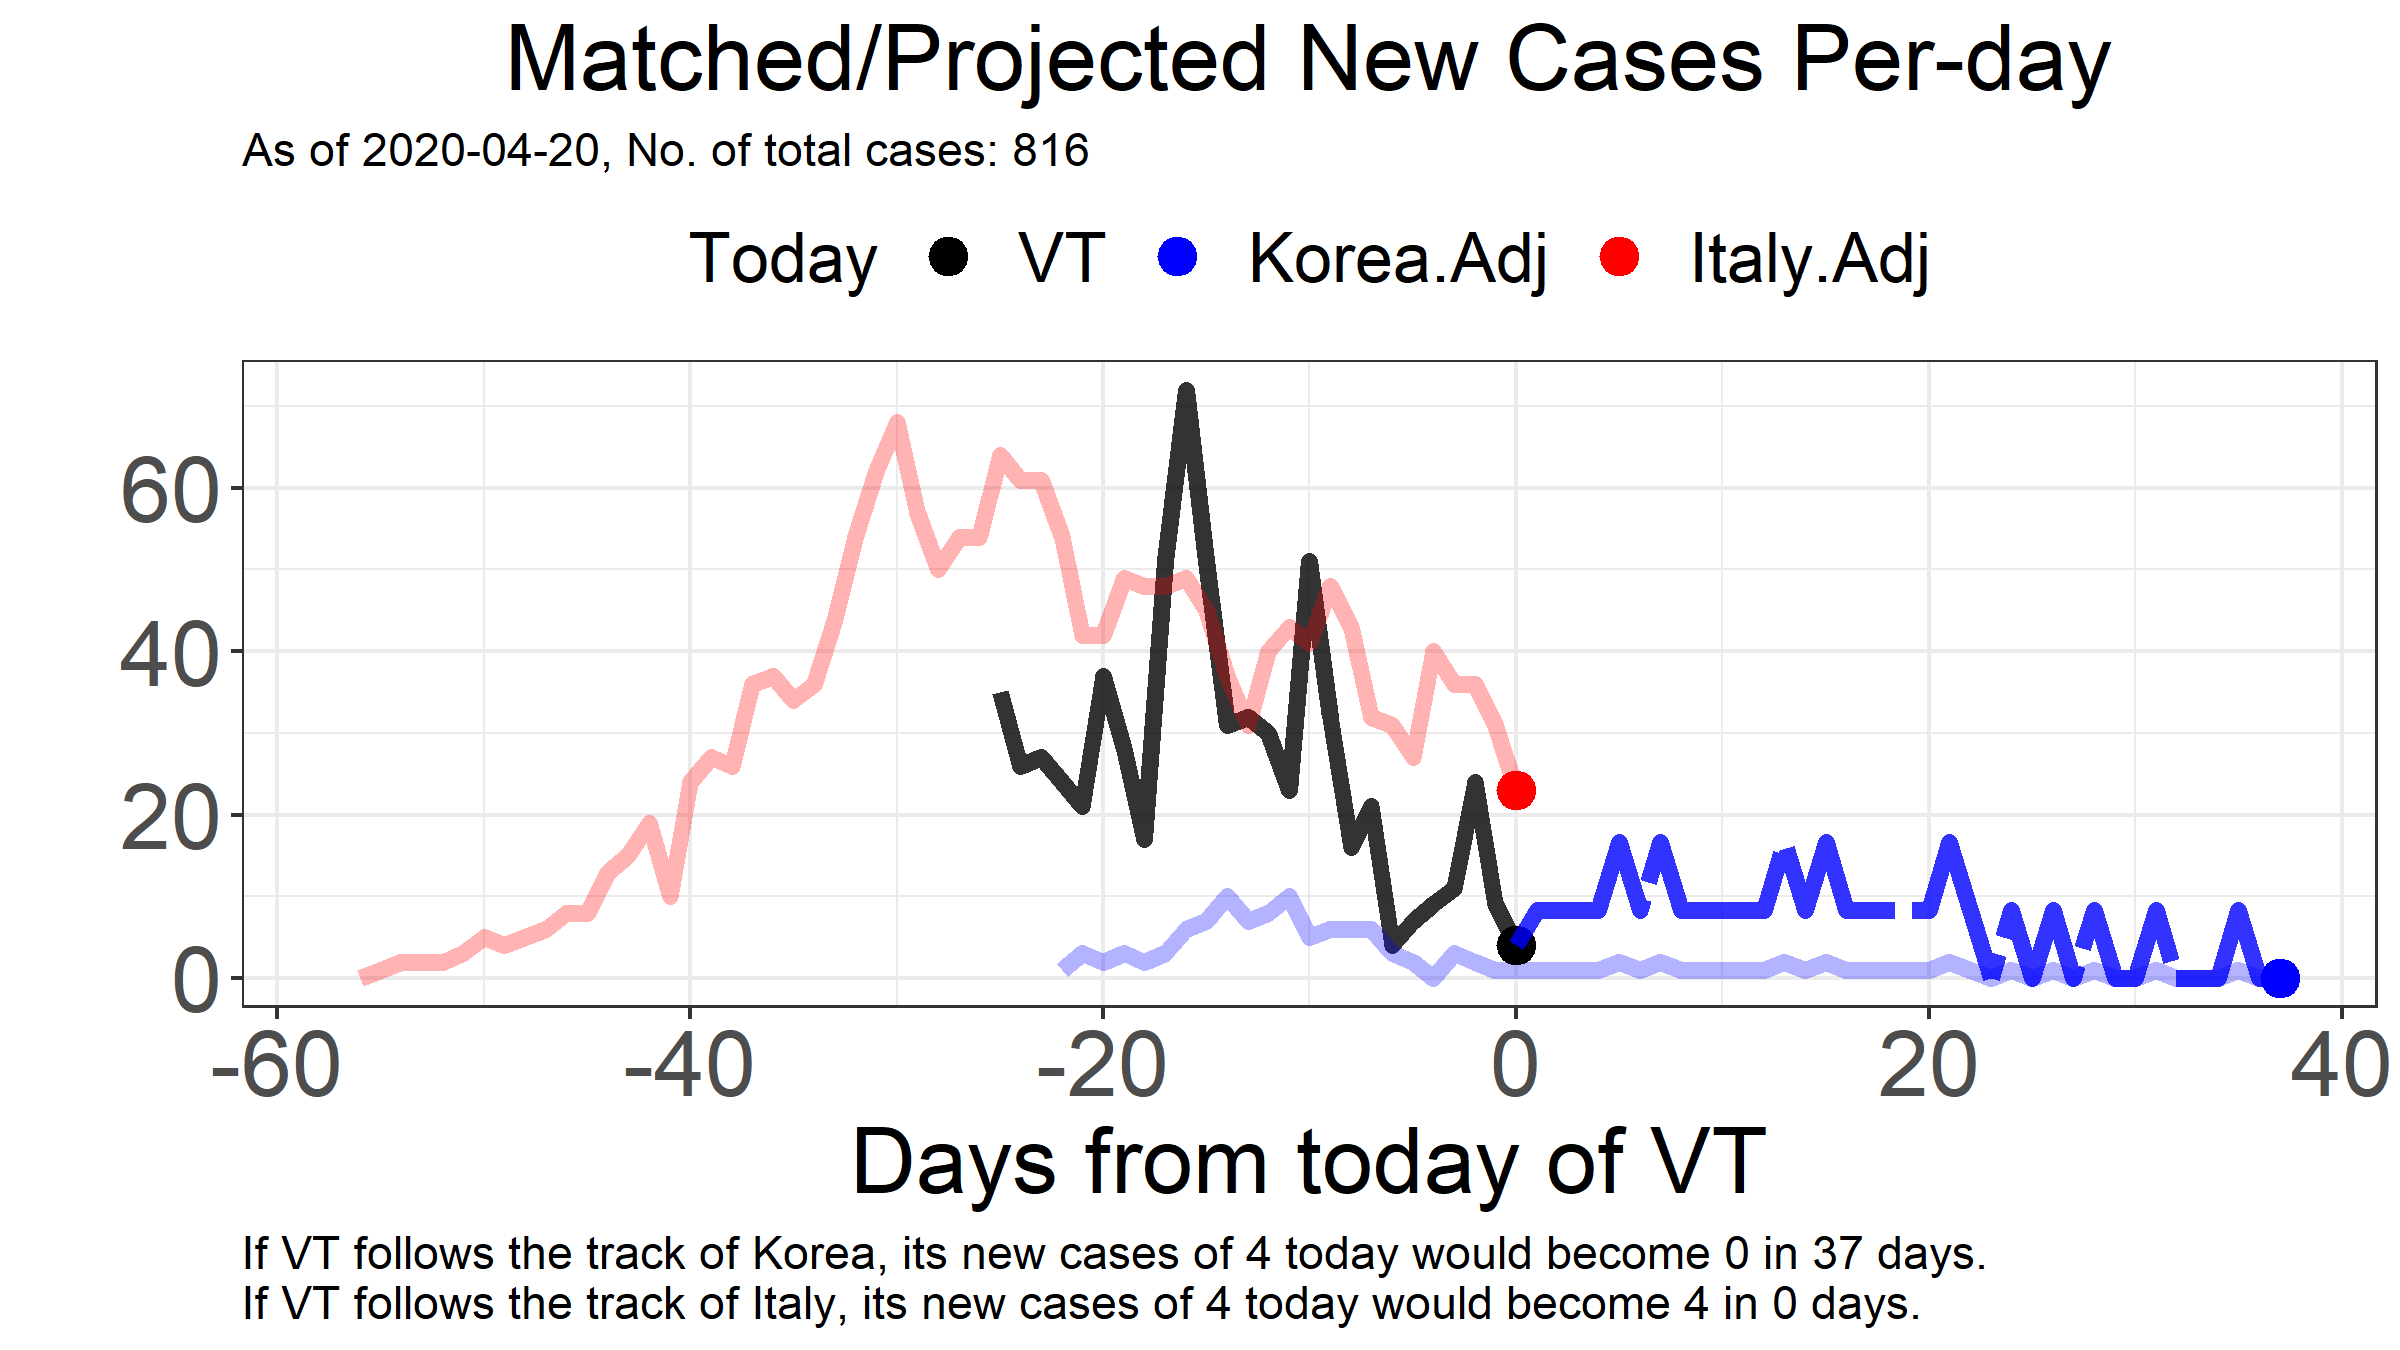 Matched/Projected New Cases Per-day
As of 2020-04-20, No. of total cases: 816
Today VT Korea.Adj Italy.Adj
60
40
20
0
-60 -40 -20 0 20 40
Days from today of VT
If VT follows the track of Korea, its new cases of 4 today would become 0 in 37 days.
If VT follows the track of Italy, its new cases of 4 today would become 4 in 0 days.